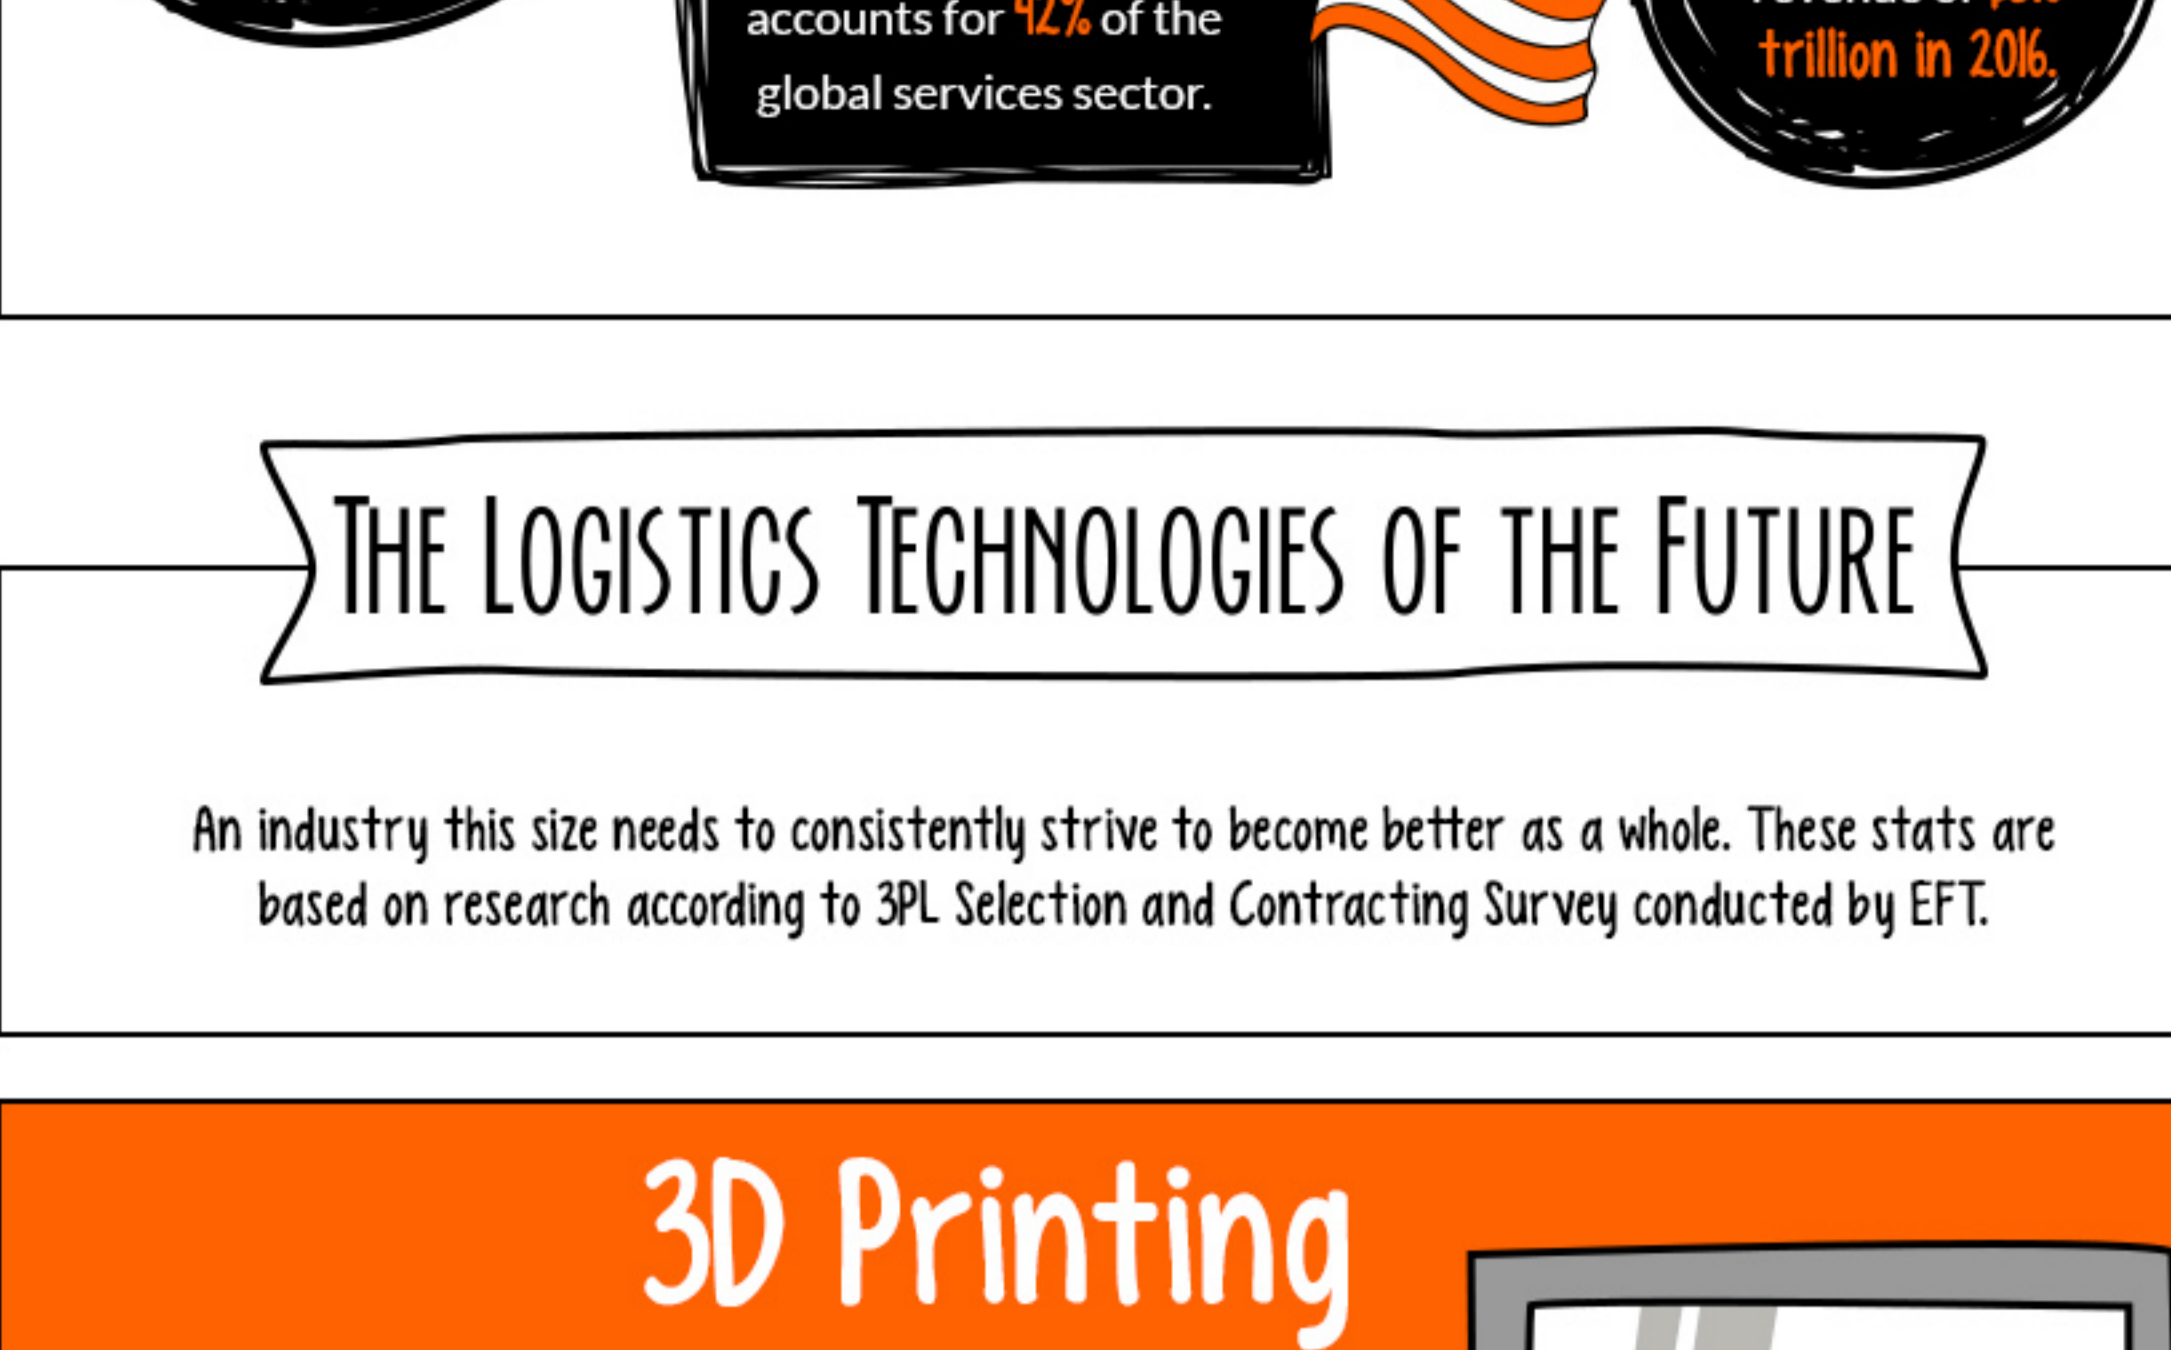 accounts for 42% of the
global services sector.
trillion in 2016.
The Logistics Technologies of the Future
An industry this size needs to consistently strive to become better as a whole. These stats are
based on research according to 3PL Selection and Contracting Survey conducted by EFT.
3D Printing